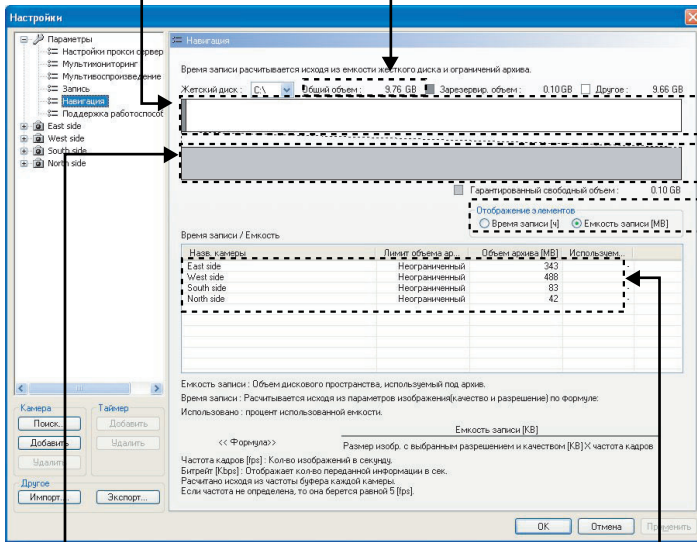 Настройки
Параметры
Настройки прокси сервер
Мультимониторинг
Мультивоспроизведение
Запись
Навигация
Поддержка работоспосот
East side
West side
South side
North side
Навигация
Время записи расчитывается исходя из емкости жесткого диска и ограничений архива.
Жетский диск : C:\ Общий объем : 9.76 GB Зарезервир. объем : 0.10 GB Другое : 9.66 GB
Гарантированный свободный объем : 0.10 GB
Отображение элементов
Время записи [ч] Емкость записи [MB]
Время записи / Емкость
Назв. камеры Лимит объема ар... Объем архива [MB] Используем...
East side Неограниченный 343 -
West side Неограниченный 488 -
South side Неограниченный 83 -
North side Неограниченный 42 -
Емкость записи : Объем дискового пространства, используемый под архив.
Время записи : Расчитывается исходя из параметров изображения(качество и разрешение) по формуле:
Использовано : процент использованной емкости.
Емкость записи [KB]
<< Формула>>
Размер изобр. с выбранным разрешением и качеством [KB] X частота кадров
Частота кадров [fps] : Кол-во изображений в секунду.
Битрейт [Kbps] : Отображает кол-во переданной информации в сек.
Расчитано исходя из частоты буфера каждой камеры.
Если частота не определена, то она берется равной 5 [fps].
Камера
Поиск...
Добавить
Удалить
Таймер
Добавить
Удалить
Другое
Импорт...
Экспорт...
OK Отмена Применить